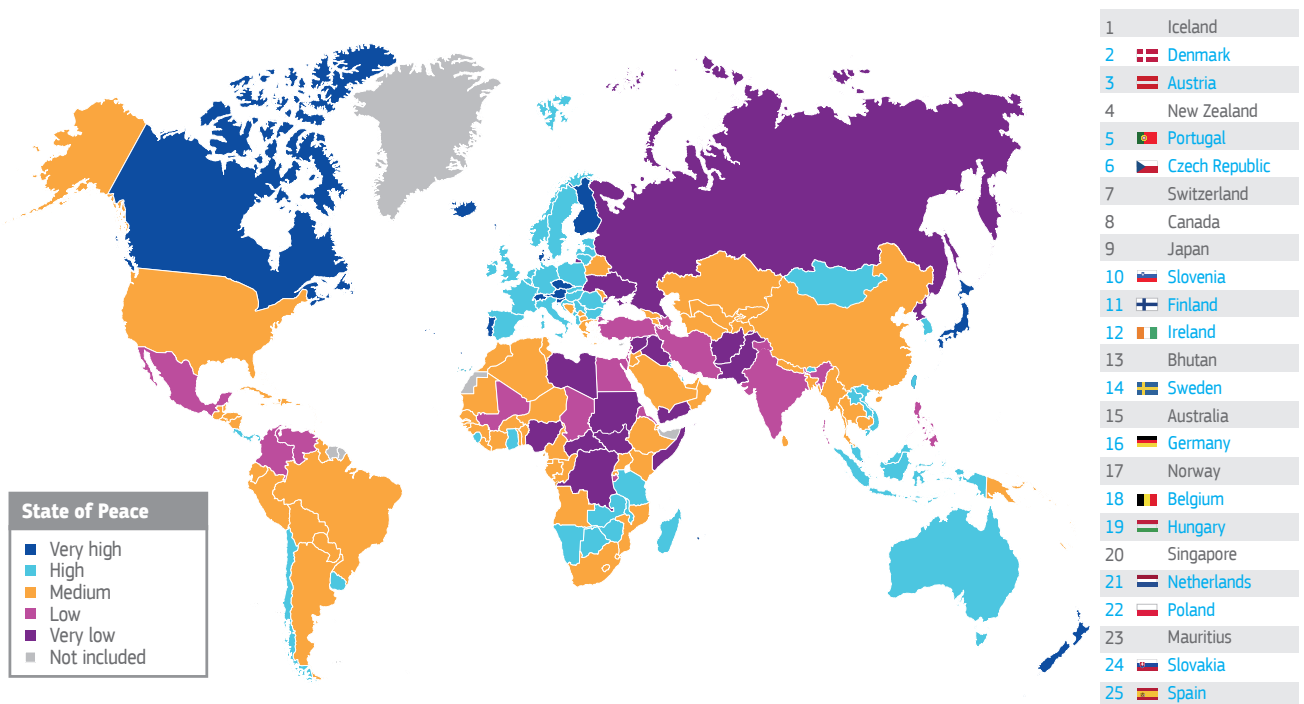 State of Peace
Very high
High
Medium
Low
Very low
Not included
1 Iceland
2 Denmark
3 Austria
4 New Zealand
5 Portugal
6 Czech Republic
7 Switzerland
8 Canada
9 Japan
10 Slovenia
11 Finland
12 Ireland
13 Bhutan
14 Sweden
15 Australia
16 Germany
17 Norway
18 Belgium
19 Hungary
20 Singapore
21 Netherlands
22 Poland
23 Mauritius
24 Slovakia
25 Spain